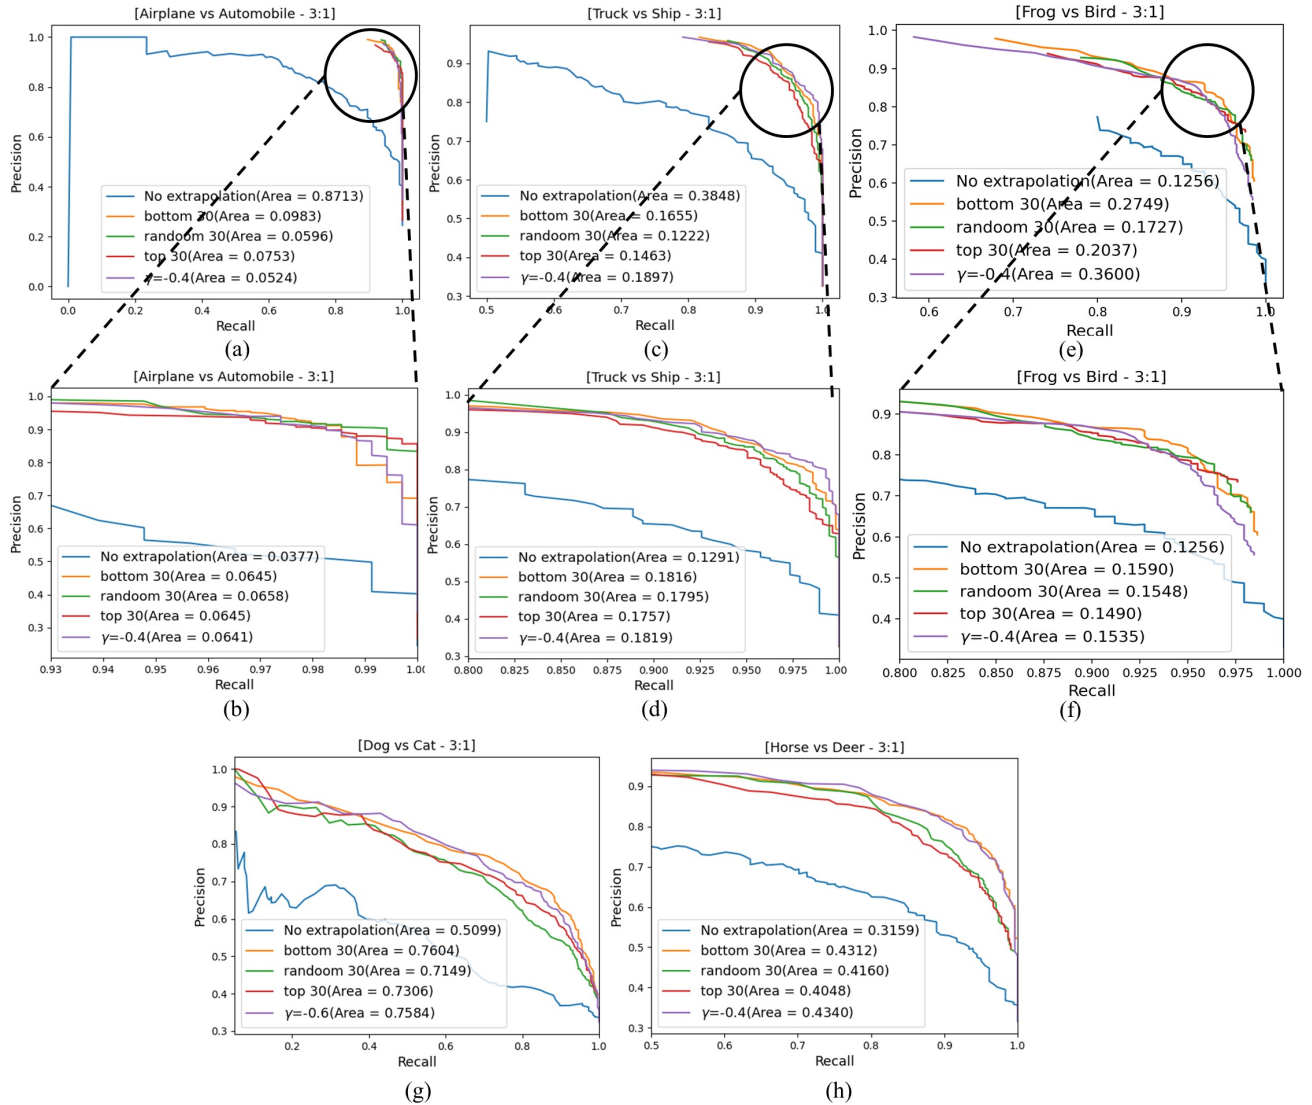 [Airplane vs Automobile - 3:1]
1.0
0.8
0.6
0.4
0.2
0.0
Precision
No extrapolation(Area = 0.8713)
bottom 30(Area = 0.0983)
randoom 30(Area = 0.0596)
top 30(Area = 0.0753)
γ=-0.4(Area = 0.0524)
0.0 0.2 0.4 0.6 0.8 1.0
Recall
(a)
[Truck vs Ship - 3:1]
0.9
0.8
0.7
0.6
0.5
0.4
0.3
Precision
No extrapolation(Area = 0.3848)
bottom 30(Area = 0.1655)
randoom 30(Area = 0.1222)
top 30(Area = 0.1463)
γ=-0.4(Area = 0.1897)
0.5 0.6 0.7 0.8 0.9 1.0
Recall
(c)
[Frog vs Bird - 3:1]
1.0
0.9
0.8
0.7
0.6
0.5
0.4
0.3
Precision
No extrapolation(Area = 0.1256)
bottom 30(Area = 0.2749)
randoom 30(Area = 0.1727)
top 30(Area = 0.2037)
γ=-0.4(Area = 0.3600)
0.6 0.7 0.8 0.9 1.0
Recall
(e)
[Airplane vs Automobile - 3:1]
1.0
0.9
0.8
0.7
0.6
0.5
0.4
0.3
Precision
No extrapolation(Area = 0.0377)
bottom 30(Area = 0.0645)
randoom 30(Area = 0.0658)
top 30(Area = 0.0645)
γ=-0.4(Area = 0.0641)
0.93 0.94 0.95 0.96 0.97 0.98 0.99 1.00
Recall
(b)
[Truck vs Ship - 3:1]
1.0
0.9
0.8
0.7
0.6
0.5
0.4
0.3
Precision
No extrapolation(Area = 0.1291)
bottom 30(Area = 0.1816)
randoom 30(Area = 0.1795)
top 30(Area = 0.1757)
γ=-0.4(Area = 0.1819)
0.800 0.825 0.850 0.875 0.900 0.925 0.950 0.975 1.000
Recall
(d)
[Frog vs Bird - 3:1]
0.9
0.8
0.7
0.6
0.5
0.4
Precision
No extrapolation(Area = 0.1256)
bottom 30(Area = 0.1590)
randoom 30(Area = 0.1548)
top 30(Area = 0.1490)
γ=-0.4(Area = 0.1535)
0.800 0.825 0.850 0.875 0.900 0.925 0.950 0.975 1.000
Recall
(f)
[Dog vs Cat - 3:1]
1.0
0.9
0.8
0.7
0.6
0.5
0.4
0.3
Precision
No extrapolation(Area = 0.5099)
bottom 30(Area = 0.7604)
randoom 30(Area = 0.7149)
top 30(Area = 0.7306)
γ=-0.6(Area = 0.7584)
0.2 0.4 0.6 0.8 1.0
Recall
(g)
[Horse vs Deer - 3:1]
0.9
0.8
0.7
0.6
0.5
0.4
0.3
Precision
No extrapolation(Area = 0.3159)
bottom 30(Area = 0.4312)
randoom 30(Area = 0.4160)
top 30(Area = 0.4048)
γ=-0.4(Area = 0.4340)
0.5 0.6 0.7 0.8 0.9 1.0
Recall
(h)